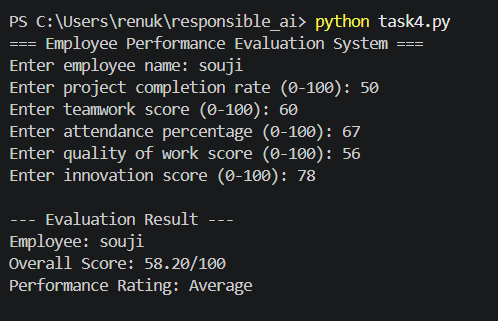 PS C:\Users\renuk\responsible_ai> python task4.py
=== Employee Performance Evaluation System ===
Enter employee name: souji
Enter project completion rate (0-100): 50
Enter teamwork score (0-100): 60
Enter attendance percentage (0-100): 67
Enter quality of work score (0-100): 56
Enter innovation score (0-100): 78
--- Evaluation Result ---
Employee: souji
Overall Score: 58.20/100
Performance Rating: Average